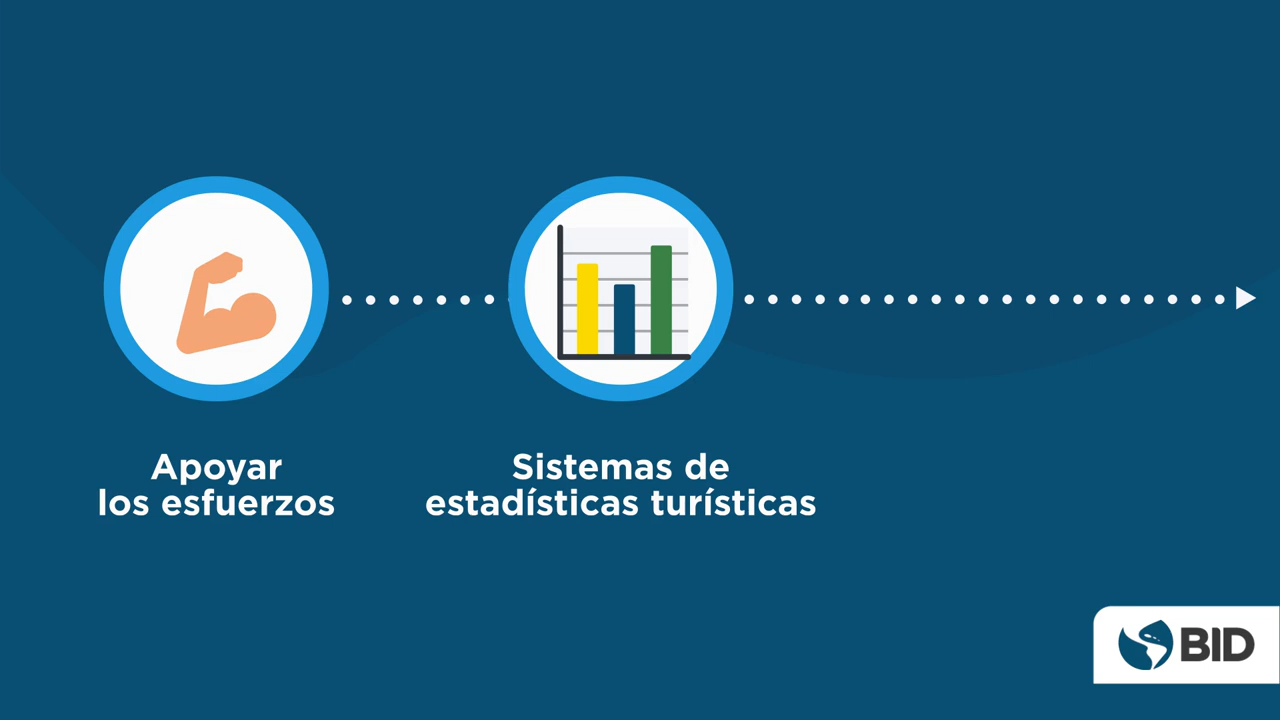 Apoyar
los esfuerzos
Sistemas de
estadísticas turísticas
BID